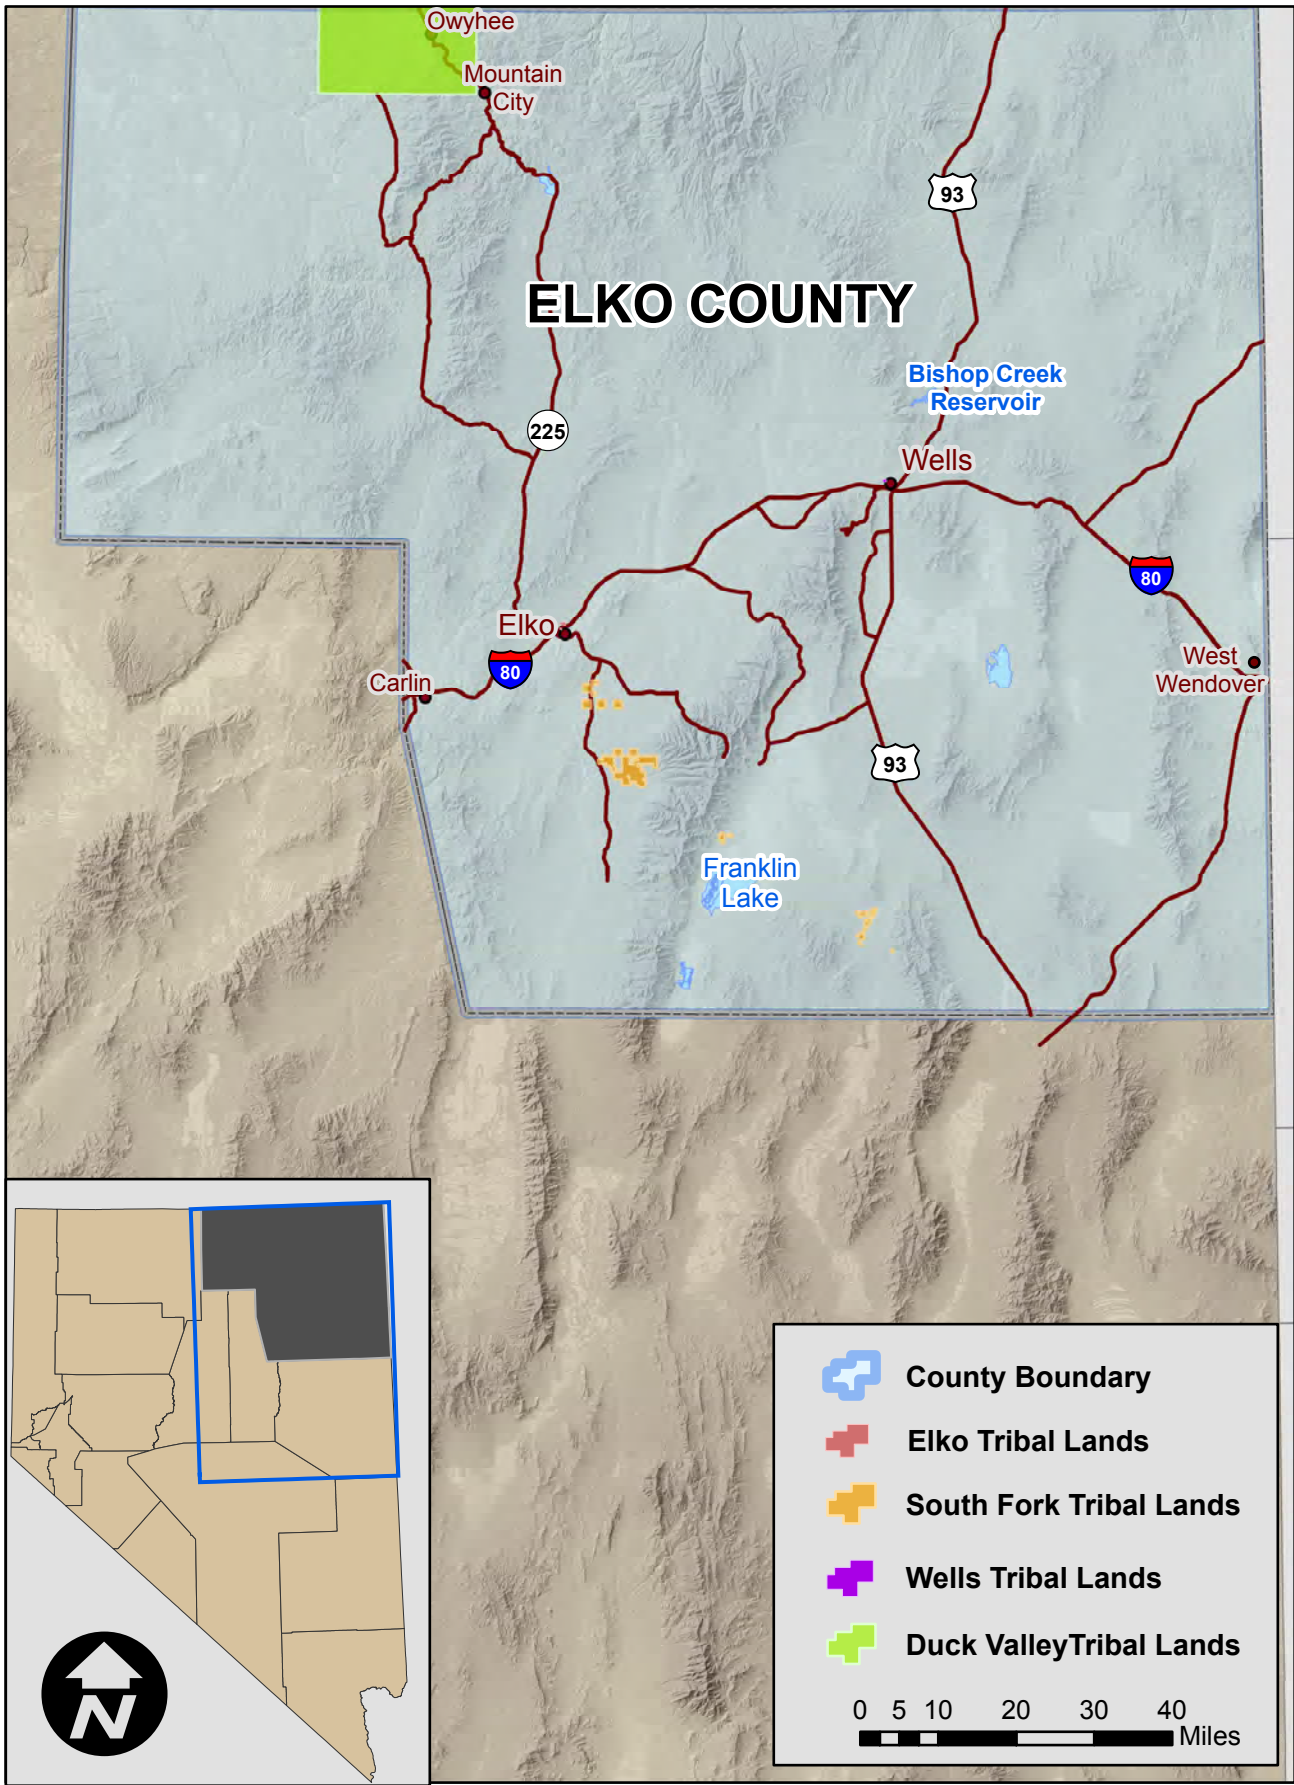 Owyhee
Mountain
City
93
ELKO COUNTY
Bishop Creek
Reservoir
225
Wells
80
Elko
80
West
Wendover
Carlin
93
Franklin
Lake
County Boundary
Elko Tribal Lands
South Fork Tribal Lands
Wells Tribal Lands
Duck ValleyTribal Lands
0 5 10 20 30 40
Miles
N